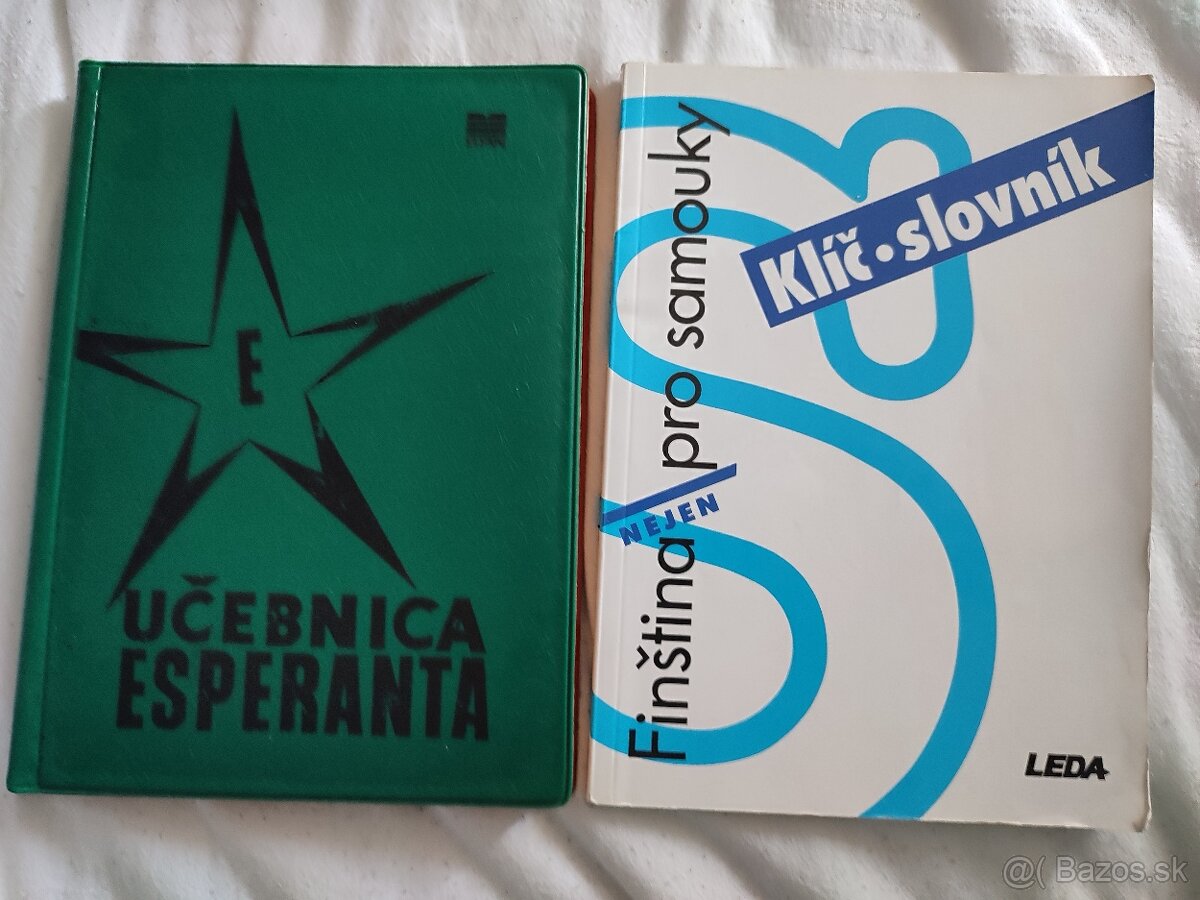 E
UČEBNICA
ESPERANTA
Finština pro samouky
NEJEN
Klíč•slovník
LEDA
@( Bazos.sk